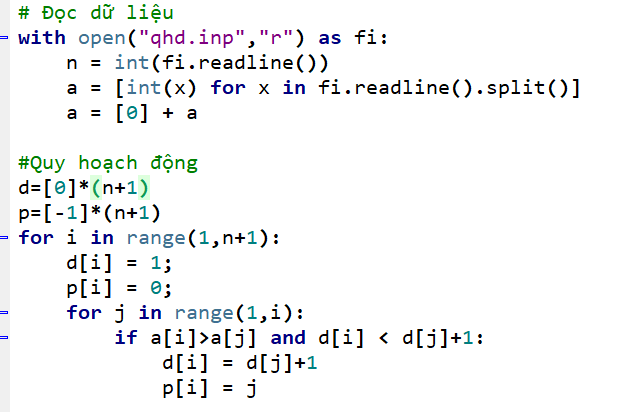 # Đọc dữ liệu
with open("qhd.inp","r") as fi:
    n = int(fi.readline())
    a = [int(x) for x in fi.readline().split()]
    a = [0] + a

#Quy hoạch động
d=[0]*(n+1)
p=[-1]*(n+1)
for i in range(1,n+1):
    d[i] = 1;
    p[i] = 0;
    for j in range(1,i):
        if a[i]>a[j] and d[i] < d[j]+1:
            d[i] = d[j]+1
            p[i] = j